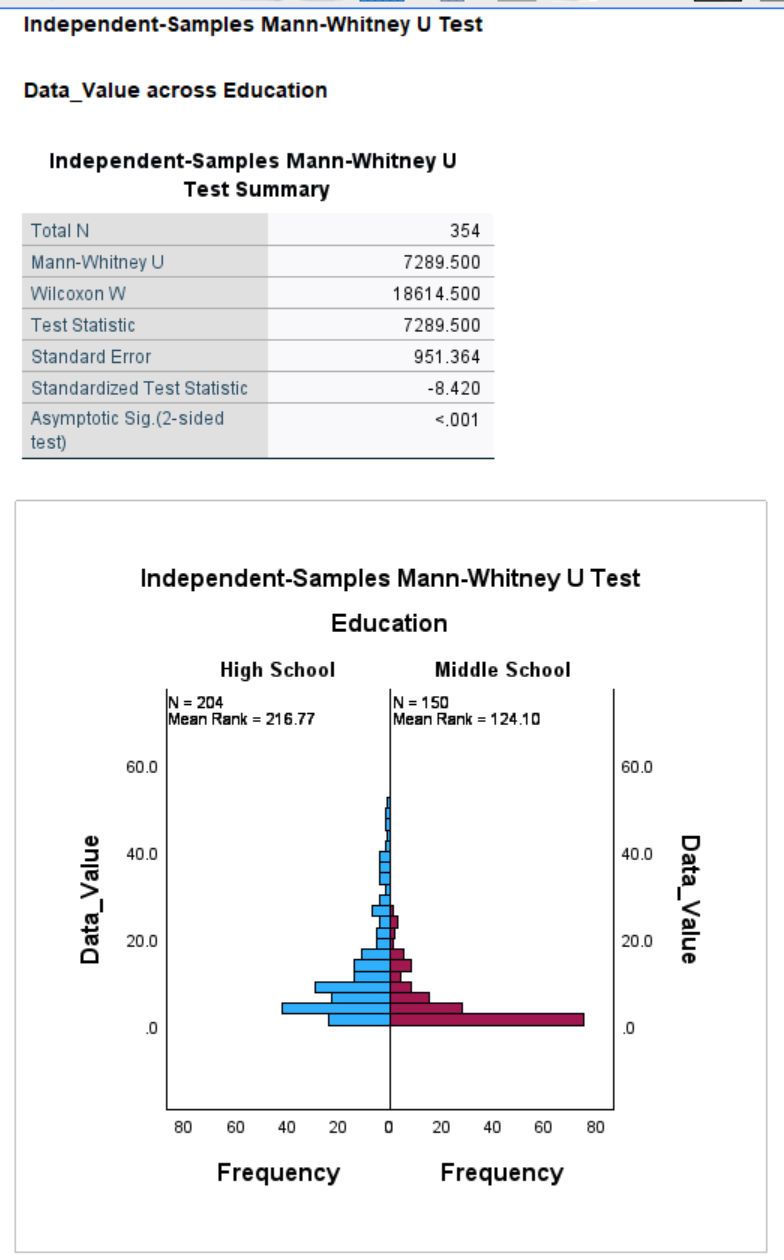 Independent-Samples Mann-Whitney U Test
Data_Value across Education
Independent-Samples Mann-Whitney U
Test Summary
Total N 354
Mann-Whitney U 7289.500
Wilcoxon W 18614.500
Test Statistic 7289.500
Standard Error 951.364
Standardized Test Statistic -8.420
Asymptotic Sig.(2-sided <.001
test)
Independent-Samples Mann-Whitney U Test
Education
High School Middle School
N = 204 N = 150
Mean Rank = 216.77 Mean Rank = 124.10
60.0 60.0
40.0 40.0
Data_Value Data_Value
20.0 20.0
.0 .0
80 60 40 20 0 20 40 60 80
Frequency Frequency